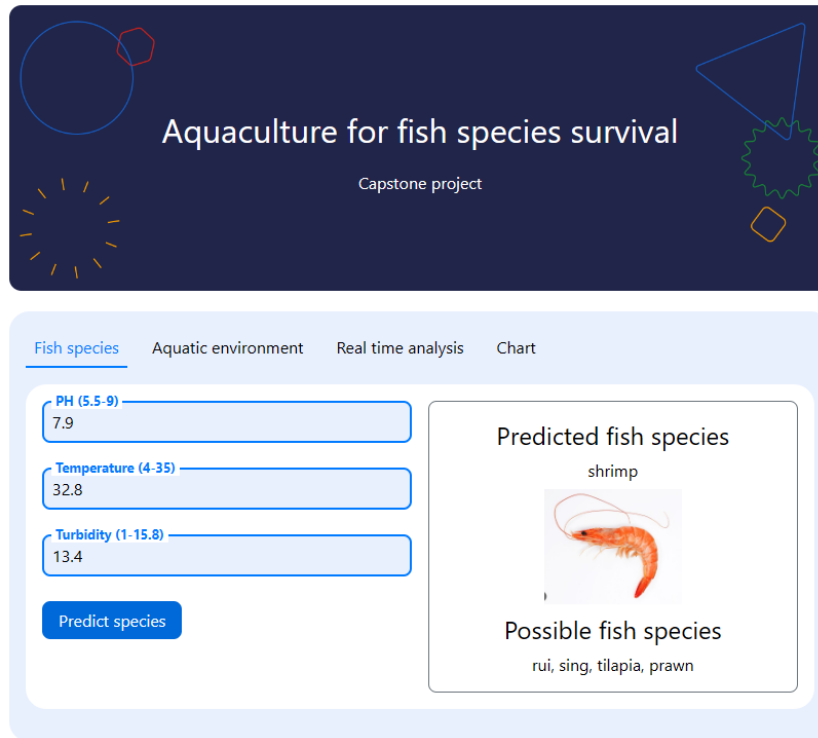 Aquaculture for fish species survival
Capstone project
Fish species Aquatic environment Real time analysis Chart
PH (5.5-9)
7.9
Temperature (4-35)
32.8
Turbidity (1-15.8)
13.4
Predict species
Predicted fish species
shrimp
Possible fish species
rui, sing, tilapia, prawn